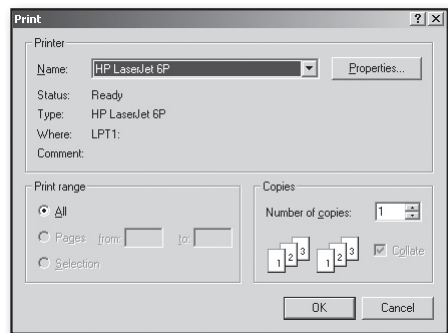 Print
Printer
Name: HP LaserJet 6P Properties...
Status: Ready
Type: HP LaserJet 6P
Where: LPT1:
Comment:
Print range
All
Pages from: to:
Selection
Copies
Number of copies: 1
1 2 3 1 2 3
Collate
OK Cancel